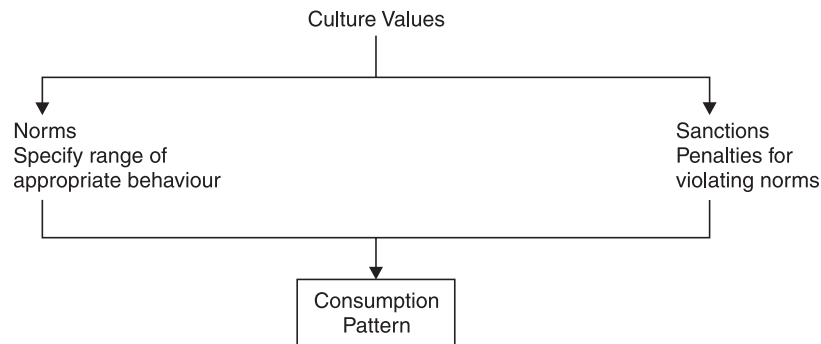 Culture Values
Norms
Specify range of
appropriate behaviour
Sanctions
Penalties for
violating norms
Consumption
Pattern